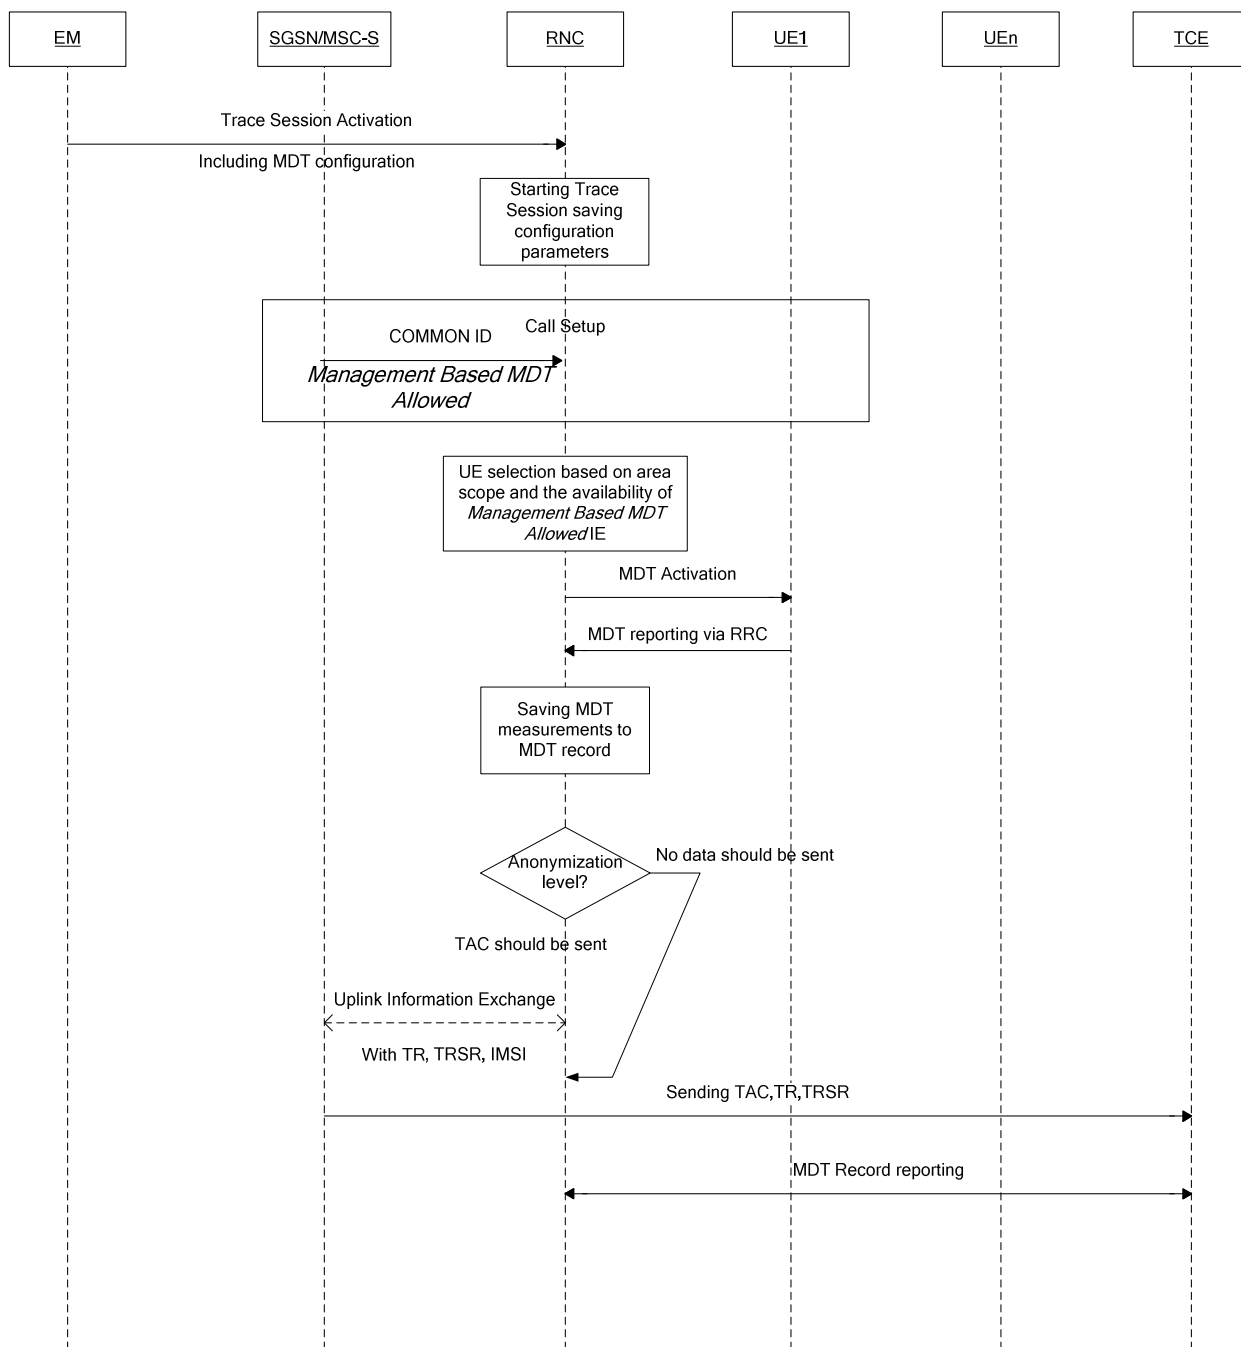 EM
SGSN/MSC-S
RNC
UE1
UEn
TCE
Trace Session Activation
Including MDT configuration
Starting Trace
Session saving
configuration
parameters
Call Setup
COMMON ID
Management Based MDT
Allowed
UE selection based on area
scope and the availability of
Management Based MDT
Allowed IE
MDT Activation
MDT reporting via RRC
Saving MDT
measurements to
MDT record
No data should be sent
Anonymization
level?
TAC should be sent
Uplink Information Exchange
With TR, TRSR, IMSI
Sending TAC,TR,TRSR
MDT Record reporting